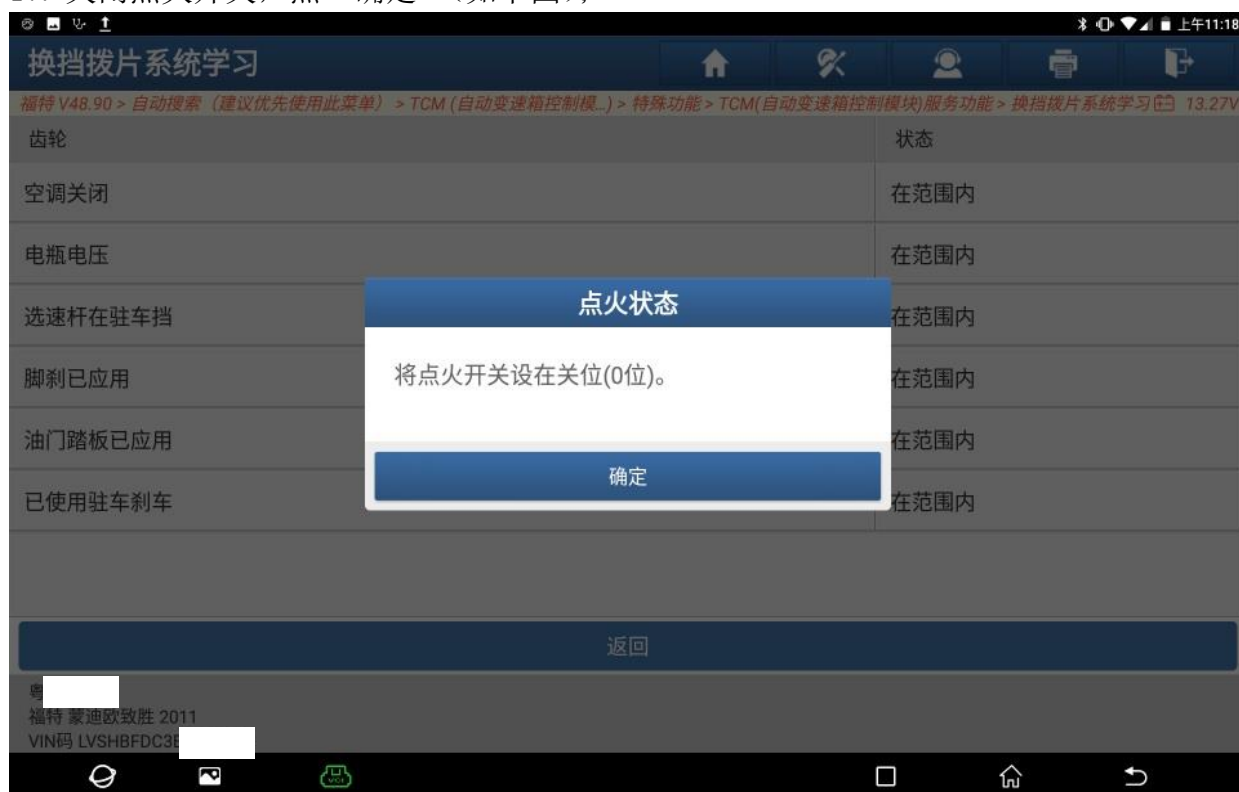 上午11:18
换挡拨片系统学习
福特 V48.90 > 自动搜索（建议优先使用此菜单）> TCM (自动变速箱控制模...) > 特殊功能 > TCM(自动变速箱控制模块)服务功能 > 换挡拨片系统学习 13.27V
齿轮 状态
空调关闭 在范围内
电瓶电压 在范围内
点火状态
选速杆在驻车挡 在范围内
将点火开关设在关位(0位)。
脚刹已应用 在范围内
油门踏板已应用 在范围内
确定
已使用驻车刹车 在范围内
返回
粤
福特 蒙迪欧致胜 2011
VIN码 LVSHBFDC3
VCI